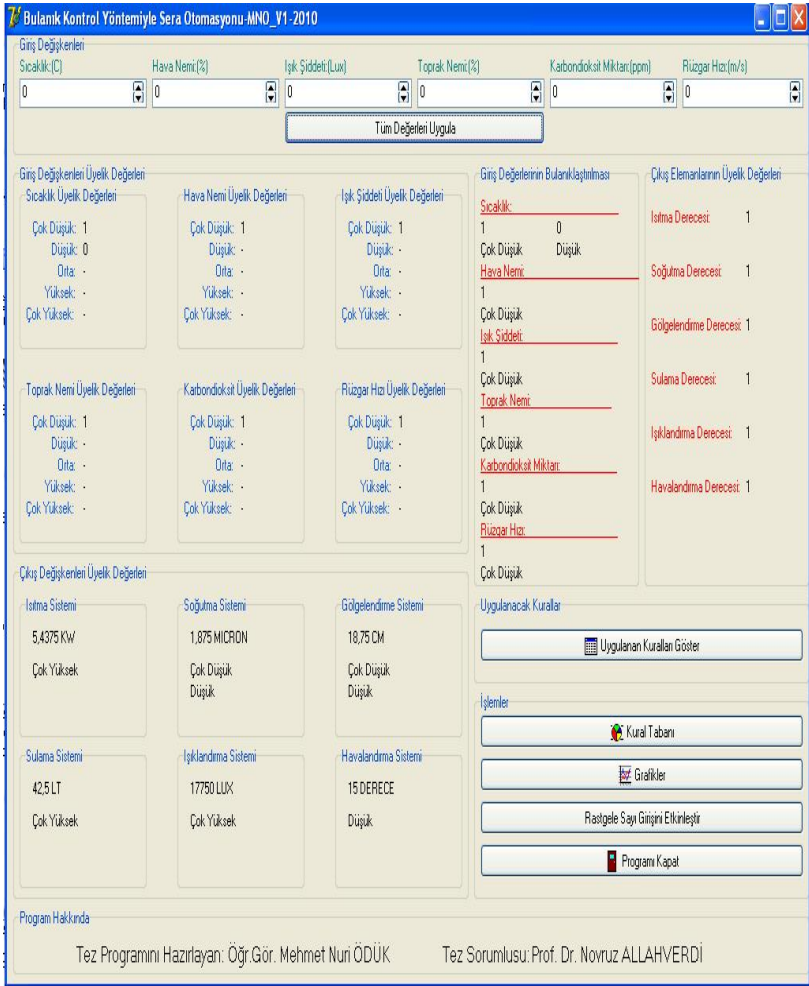 Bulanık Kontrol Yöntemiyle Sera Otomasyonu-MNO_V1-2010
Giriş Değişkenleri
Sıcaklık:(C) Hava Nemi:(%) Işık Şiddeti:(Lux) Toprak Nemi:(%) Karbondioksit Miktarı:(ppm) Rüzgar Hızı:(m/s)
0 0 0 0 0 0
Tüm Değerleri Uygula
Giriş Değişkenleri Üyelik Değerleri
Sıcaklık Üyelik Değerleri
Çok Düşük: 1
Düşük: 0
Orta: -
Yüksek: -
Çok Yüksek: -
Hava Nemi Üyelik Değerleri
Çok Düşük: 1
Düşük: -
Orta: -
Yüksek: -
Çok Yüksek: -
Işık Şiddeti Üyelik Değerleri
Çok Düşük: 1
Düşük: -
Orta: -
Yüksek: -
Çok Yüksek: -
Toprak Nemi Üyelik Değerleri
Çok Düşük: 1
Düşük: -
Orta: -
Yüksek: -
Çok Yüksek: -
Karbondioksit Üyelik Değerleri
Çok Düşük: 1
Düşük: -
Orta: -
Yüksek: -
Çok Yüksek: -
Rüzgar Hızı Üyelik Değerleri
Çok Düşük: 1
Düşük: -
Orta: -
Yüksek: -
Çok Yüksek: -
Giriş Değerlerinin Bulanıklaştırılması
Sıcaklık:
1 0
Çok Düşük Düşük
Hava Nemi:
1
Çok Düşük
Işık Şiddeti:
1
Çok Düşük
Toprak Nemi:
1
Çok Düşük
Karbondioksit Miktarı:
1
Çok Düşük
Rüzgar Hızı:
1
Çok Düşük
Çıkış Elemanlarının Üyelik Değerleri
Isıtma Derecesi: 1
Soğutma Derecesi: 1
Gölgelendirme Derecesi: 1
Sulama Derecesi: 1
Işıklandırma Derecesi: 1
Havalandırma Derecesi: 1
Çıkış Değişkenleri Üyelik Değerleri
Isıtma Sistemi
5,4375 KW
Çok Yüksek
Soğutma Sistemi
1,875 MICRON
Çok Düşük
Düşük
Gölgelendirme Sistemi
18,75 CM
Çok Düşük
Düşük
Sulama Sistemi
42,5 LT
Çok Yüksek
Işıklandırma Sistemi
17750 LUX
Çok Yüksek
Havalandırma Sistemi
15 DERECE
Düşük
Uygulanacak Kurallar
Uygulanan Kuralları Göster
İşlemler
Kural Tabanı
Grafikler
Rastgele Sayı Girişini Etkinleştir
Programı Kapat
Program Hakkında
Tez Programını Hazırlayan: Öğr.Gör. Mehmet Nuri ÖDÜK Tez Sorumlusu:Prof. Dr. Novruz ALLAHVERDİ